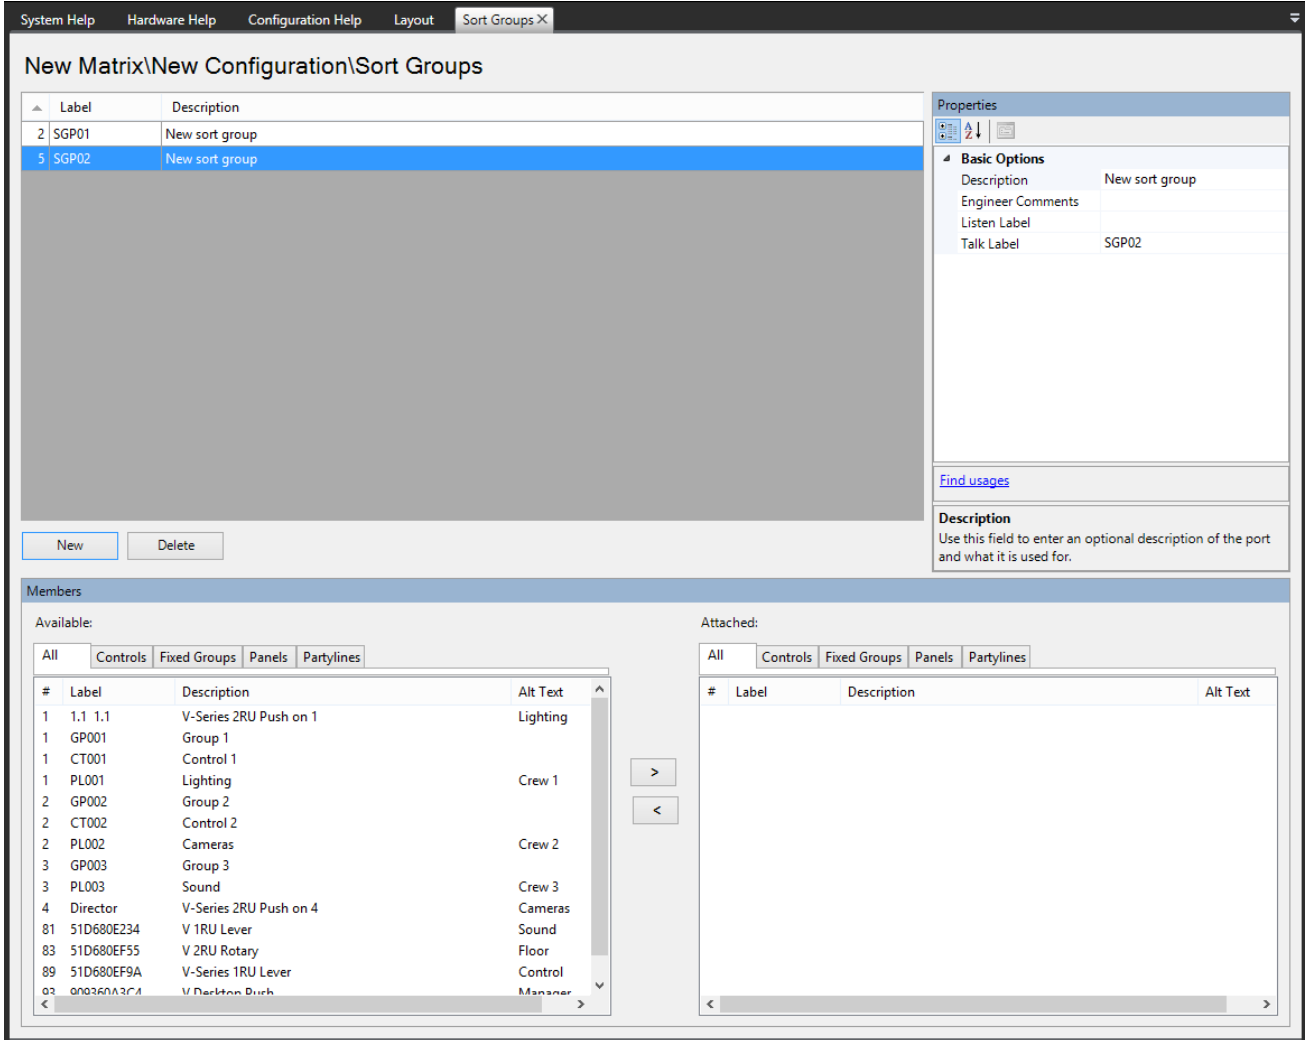 System Help Hardware Help Configuration Help Layout Sort Groups
New Matrix\New Configuration\Sort Groups
Label Description
2 SGP01 New sort group
5 SGP02 New sort group
Properties
Basic Options
Description New sort group
Engineer Comments
Listen Label
Talk Label SGP02
Find usages
Description
Use this field to enter an optional description of the port
and what it is used for.
New Delete
Members
Available:
All Controls Fixed Groups Panels Partylines
# Label Description Alt Text
1 1.1 1.1 V-Series 2RU Push on 1 Lighting
1 GP001 Group 1
1 CT001 Control 1
1 PL001 Lighting Crew 1
2 GP002 Group 2
2 CT002 Control 2
2 PL002 Cameras Crew 2
3 GP003 Group 3
3 PL003 Sound Crew 3
4 Director V-Series 2RU Push on 4 Cameras
81 51D680E234 V 1RU Lever Sound
83 51D680EF55 V 2RU Rotary Floor
89 51D680EF9A V-Series 1RU Lever Control
93 909360A3C4 V Desktop Push Manager
>
<
Attached:
All Controls Fixed Groups Panels Partylines
# Label Description Alt Text